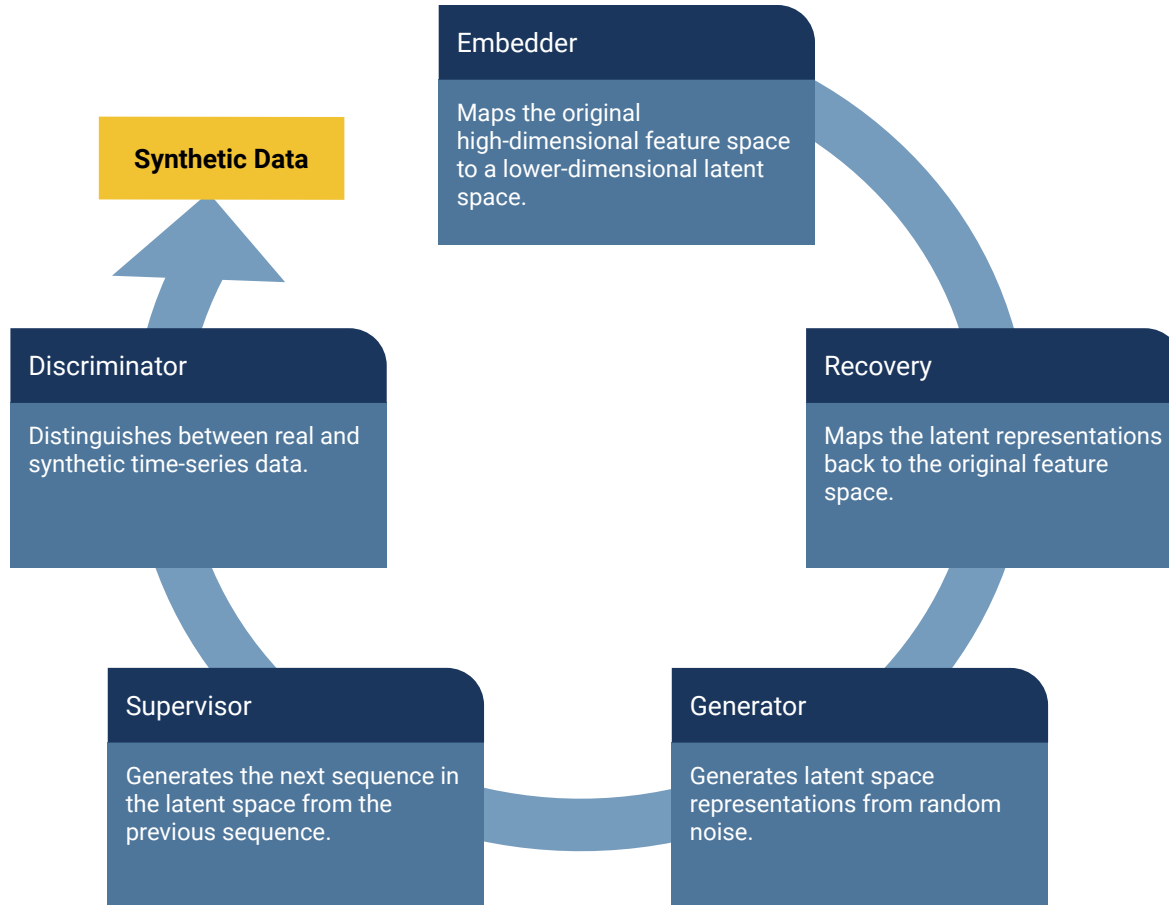 Embedder
Maps the original
high-dimensional feature space
to a lower-dimensional latent
space.
Synthetic Data
Discriminator
Distinguishes between real and
synthetic time-series data.
Recovery
Maps the latent representations
back to the original feature
space.
Supervisor
Generates the next sequence in
the latent space from the
previous sequence.
Generator
Generates latent space
representations from random
noise.